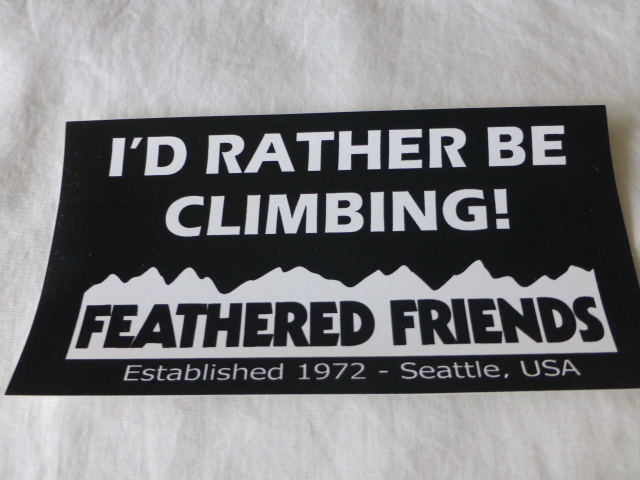 I'D RATHER BE
CLIMBING!
FEATHERED FRIENDS
Established 1972 - Seattle, USA